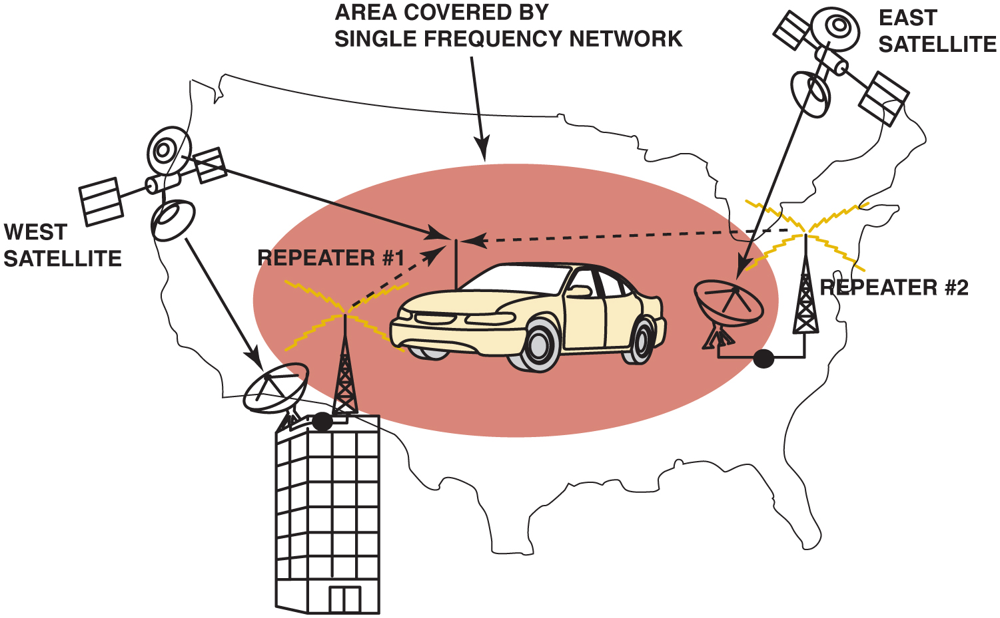 AREA COVERED BY
SINGLE FREQUENCY NETWORK
EAST
SATELLITE
WEST
SATELLITE
REPEATER #1
REPEATER #2